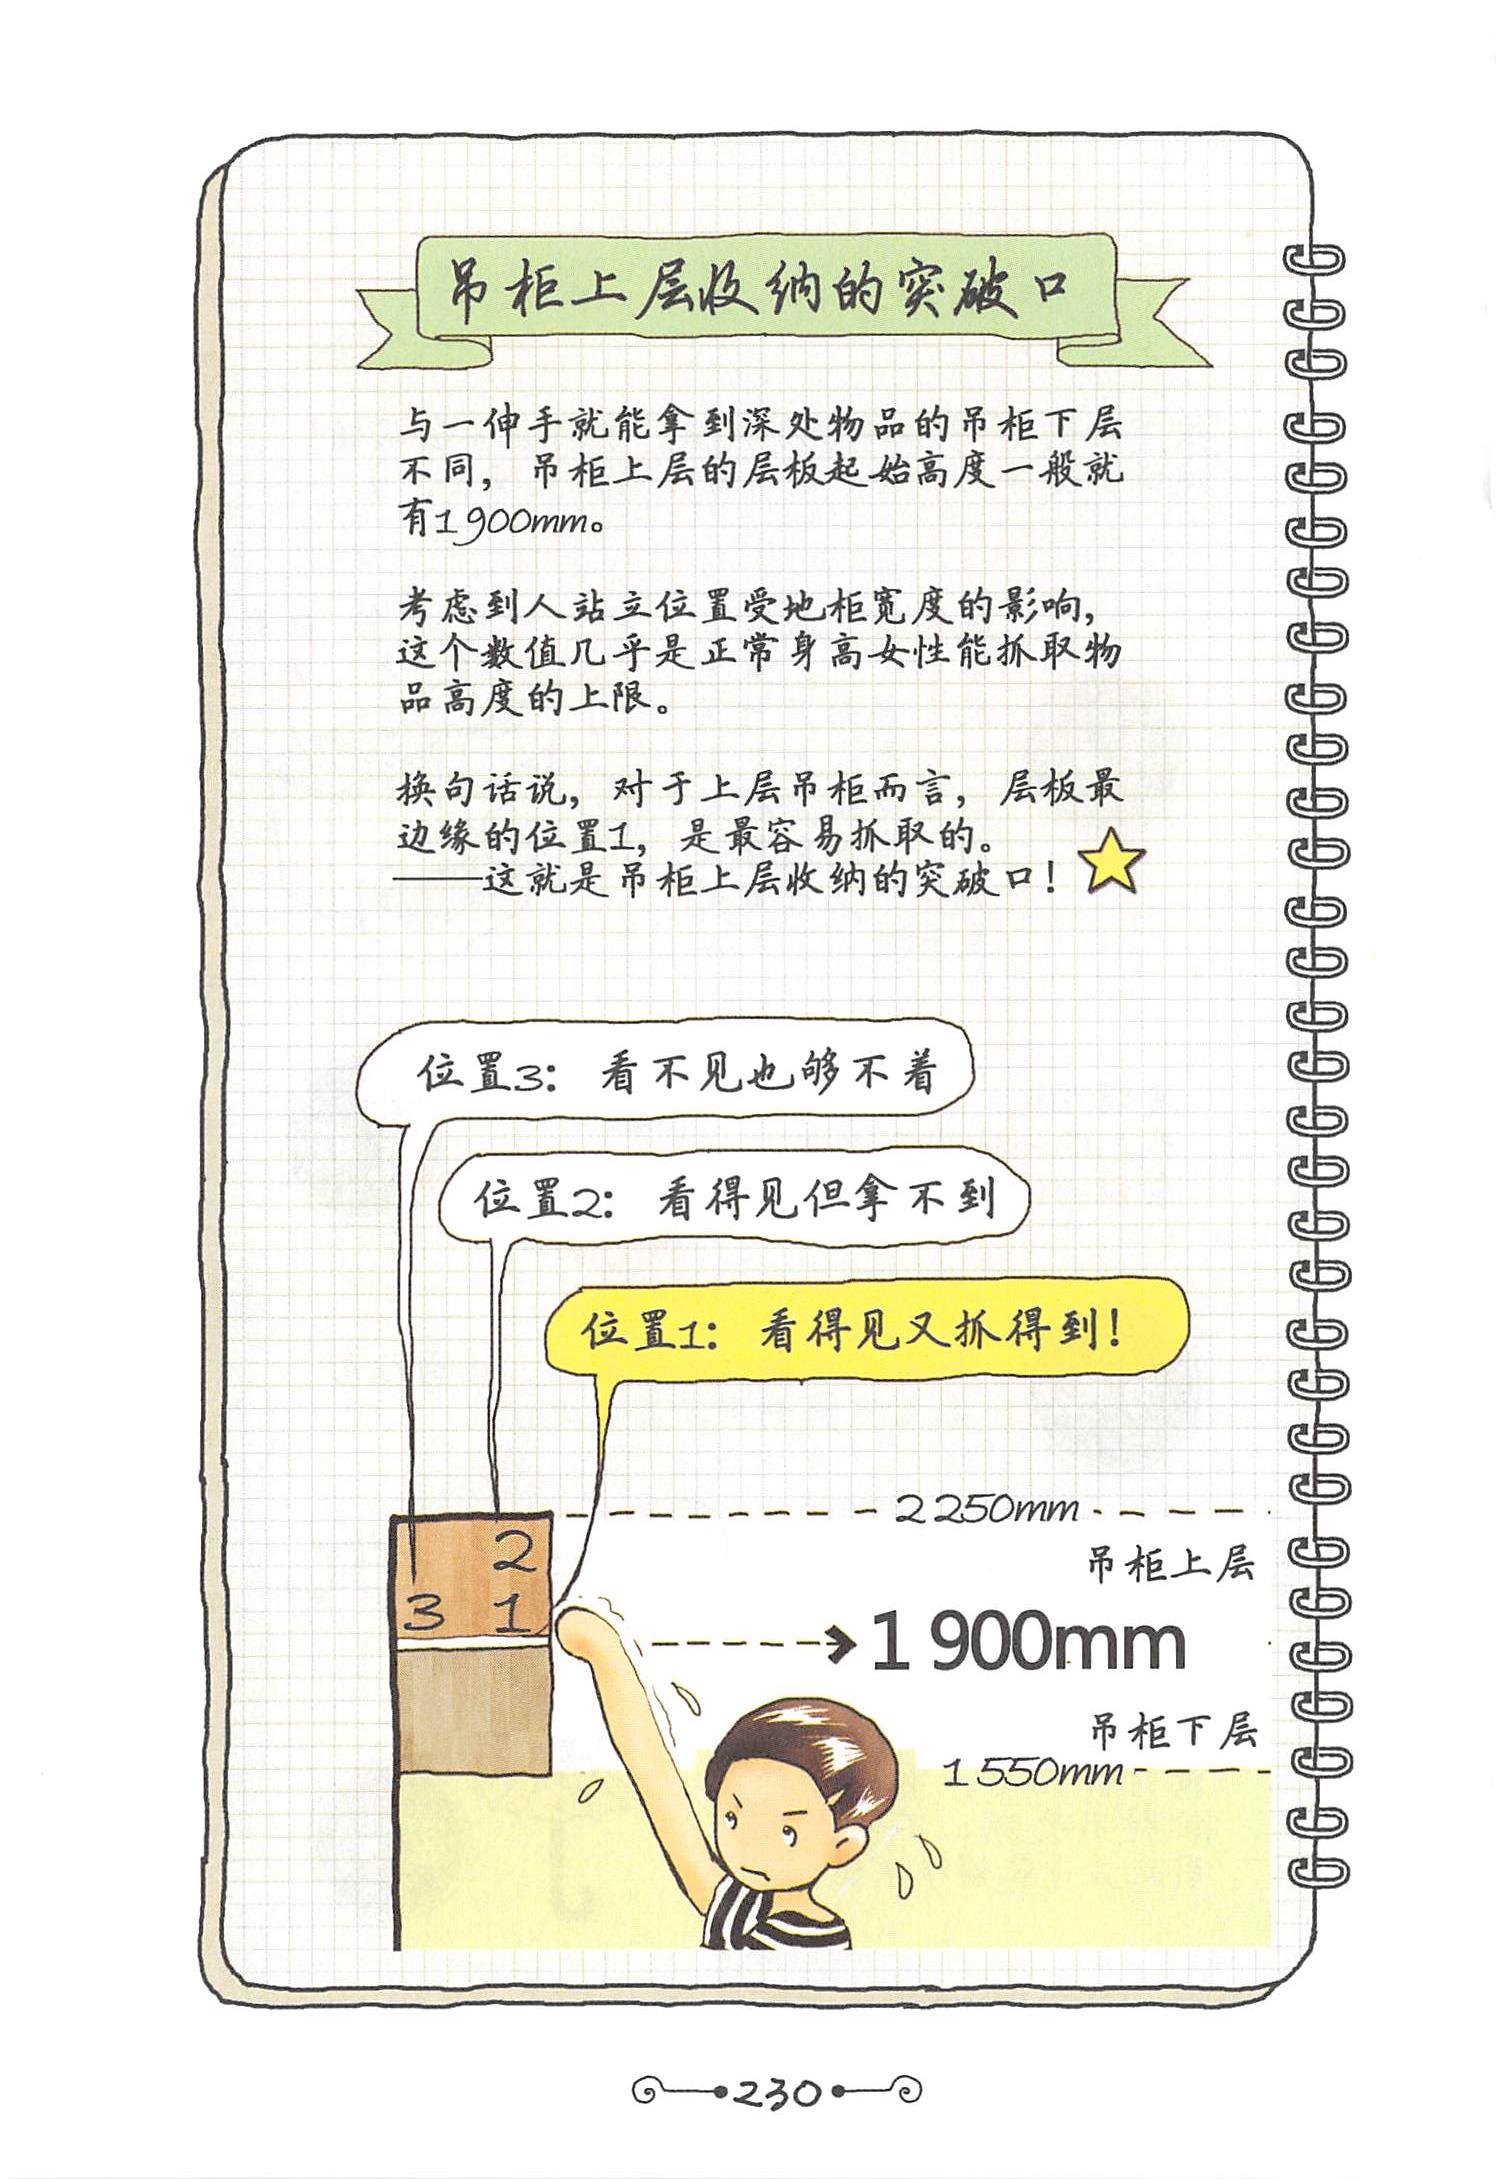 吊柜上层收纳的突破口
与一伸手就能拿到深处物品的吊柜下层
不同，吊柜上层的层板起始高度一般就
有1900mm。
考虑到人站立位置受地柜宽度的影响，
这个数值几乎是正常身高女性能抓取物
品高度的上限。
换句话说，对于上层吊柜而言，层板最
边缘的位置1，是最容易抓取的。
——这就是吊柜上层收纳的突破口！
位置3：看不见也够不着
位置2：看得见但拿不到
位置1：看得见又抓得到！
2250mm
2
吊柜上层
3 1
1900mm
吊柜下层
1550mm
230